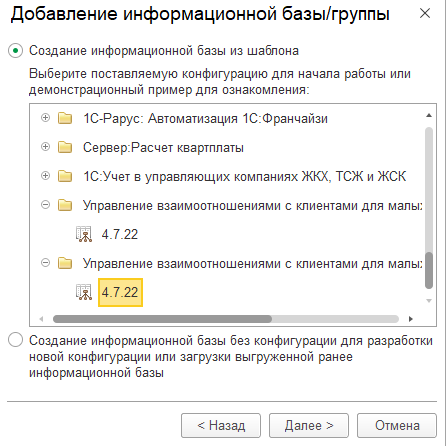 Добавление информационной базы/группы
Создание информационной базы из шаблона
Выберите поставляемую конфигурацию для начала работы или
демонстрационный пример для ознакомления:
1С-Рарус: Автоматизация 1С:Франчайзи
Сервер:Расчет квартплаты
1С:Учет в управляющих компаниях ЖКХ, ТСЖ и ЖСК
Управление взаимоотношениями с клиентами для малых
4.7.22
Управление взаимоотношениями с клиентами для малых
4.7.22
Создание информационной базы без конфигурации для разработки
новой конфигурации или загрузки выгруженной ранее
информационной базы
< Назад
Далее >
Отмена